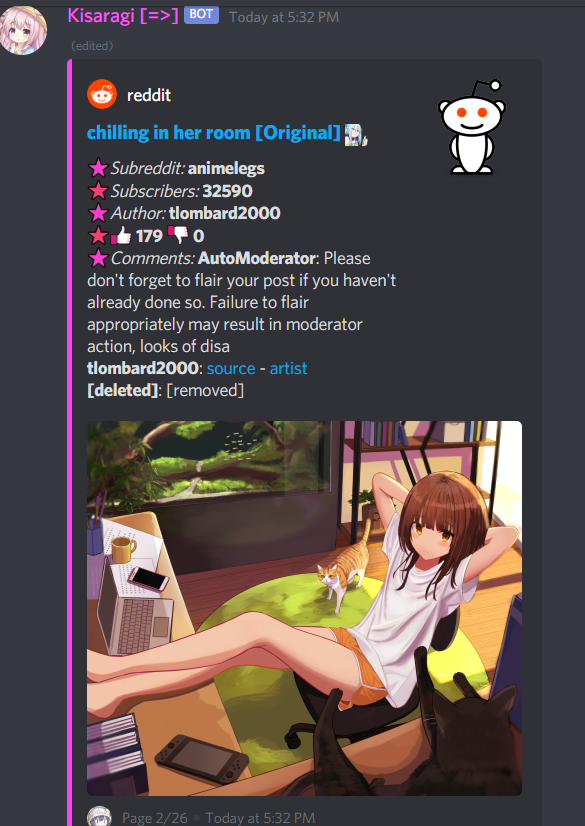 Kisaragi [=>] BOT Today at 5:32 PM
(edited)
reddit
chilling in her room [Original]
Subreddit: animelegs
Subscribers: 32590
Author: tlombard2000
179 0
Comments: AutoModerator: Please
don't forget to flair your post if you haven't
already done so. Failure to flair
appropriately may result in moderator
action, looks of disa
tlombard2000: source - artist
[deleted]: [removed]
Page 2/26 • Today at 5:32 PM